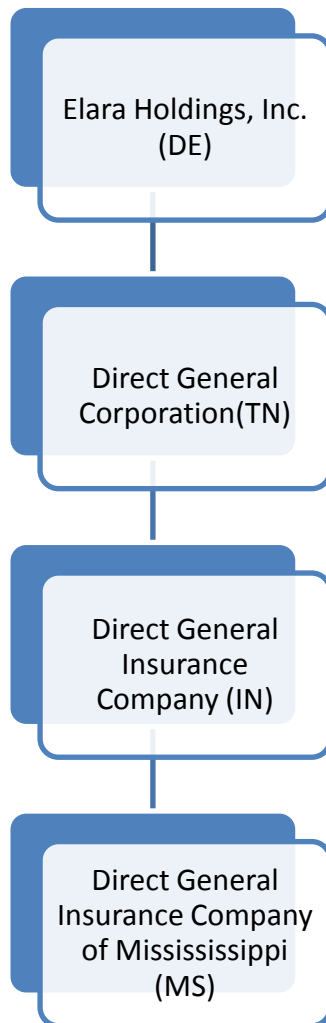 Elara Holdings, Inc.
(DE)
Direct General
Corporation(TN)
Direct General
Insurance
Company (IN)
Direct General
Insurance Company
of Mississississippi
(MS)